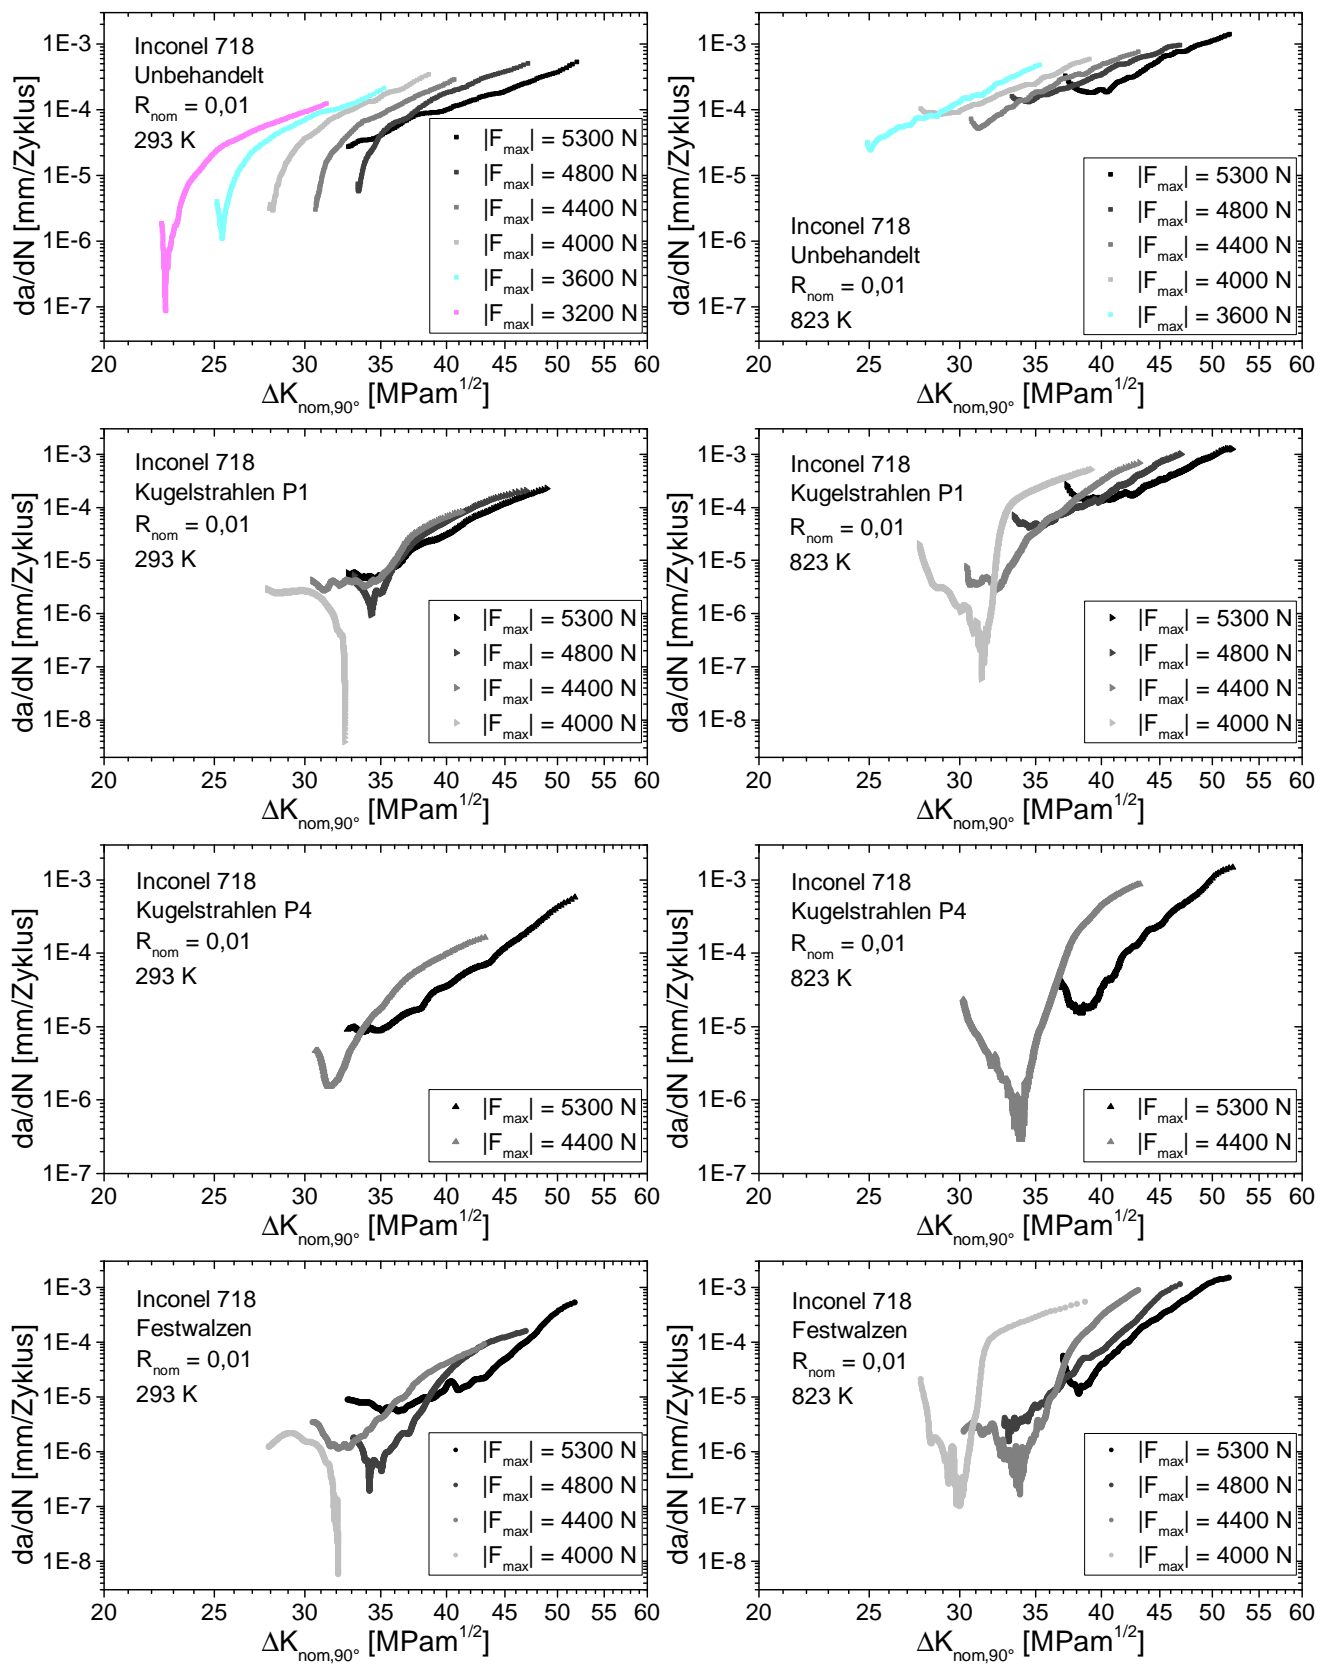 1E-3
1E-4
1E-5
1E-6
1E-7
da/dN [mm/Zyklus]
Inconel 718
Unbehandelt
R_nom = 0,01
293 K
|F_max| = 5300 N
|F_max| = 4800 N
|F_max| = 4400 N
|F_max| = 4000 N
|F_max| = 3600 N
|F_max| = 3200 N
20 25 30 35 40 45 50 55 60
ΔK_nom,90° [MPam^1/2]
1E-3
1E-4
1E-5
1E-6
1E-7
da/dN [mm/Zyklus]
Inconel 718
Unbehandelt
R_nom = 0,01
823 K
|F_max| = 5300 N
|F_max| = 4800 N
|F_max| = 4400 N
|F_max| = 4000 N
|F_max| = 3600 N
20 25 30 35 40 45 50 55 60
ΔK_nom,90° [MPam^1/2]
1E-3
1E-4
1E-5
1E-6
1E-7
1E-8
da/dN [mm/Zyklus]
Inconel 718
Kugelstrahlen P1
R_nom = 0,01
293 K
|F_max| = 5300 N
|F_max| = 4800 N
|F_max| = 4400 N
|F_max| = 4000 N
20 25 30 35 40 45 50 55 60
ΔK_nom,90° [MPam^1/2]
1E-3
1E-4
1E-5
1E-6
1E-7
1E-8
da/dN [mm/Zyklus]
Inconel 718
Kugelstrahlen P1
R_nom = 0,01
823 K
|F_max| = 5300 N
|F_max| = 4800 N
|F_max| = 4400 N
|F_max| = 4000 N
20 25 30 35 40 45 50 55 60
ΔK_nom,90° [MPam^1/2]
1E-3
1E-4
1E-5
1E-6
1E-7
da/dN [mm/Zyklus]
Inconel 718
Kugelstrahlen P4
R_nom = 0,01
293 K
|F_max| = 5300 N
|F_max| = 4400 N
20 25 30 35 40 45 50 55 60
ΔK_nom,90° [MPam^1/2]
1E-3
1E-4
1E-5
1E-6
1E-7
da/dN [mm/Zyklus]
Inconel 718
Kugelstrahlen P4
R_nom = 0,01
823 K
|F_max| = 5300 N
|F_max| = 4400 N
20 25 30 35 40 45 50 55 60
ΔK_nom,90° [MPam^1/2]
1E-3
1E-4
1E-5
1E-6
1E-7
1E-8
da/dN [mm/Zyklus]
Inconel 718
Festwalzen
R_nom = 0,01
293 K
|F_max| = 5300 N
|F_max| = 4800 N
|F_max| = 4400 N
|F_max| = 4000 N
20 25 30 35 40 45 50 55 60
ΔK_nom,90° [MPam^1/2]
1E-3
1E-4
1E-5
1E-6
1E-7
1E-8
da/dN [mm/Zyklus]
Inconel 718
Festwalzen
R_nom = 0,01
823 K
|F_max| = 5300 N
|F_max| = 4800 N
|F_max| = 4400 N
|F_max| = 4000 N
20 25 30 35 40 45 50 55 60
ΔK_nom,90° [MPam^1/2]